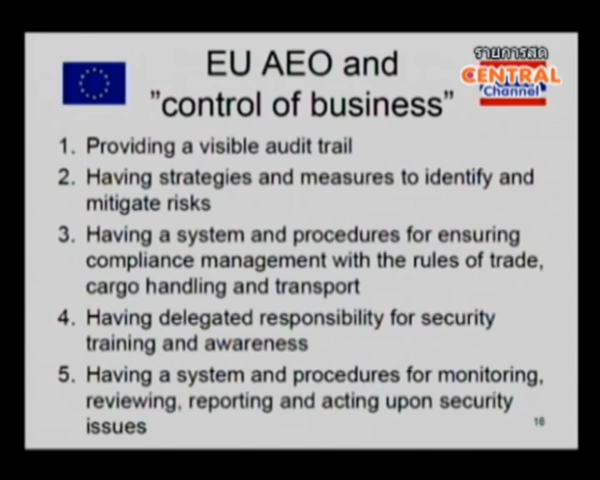 รายการสด
CENTRAL
Channel
EU AEO and
"control of business"
1. Providing a visible audit trail
2. Having strategies and measures to identify and
mitigate risks
3. Having a system and procedures for ensuring
compliance management with the rules of trade,
cargo handling and transport
4. Having delegated responsibility for security
training and awareness
5. Having a system and procedures for monitoring,
reviewing, reporting and acting upon security
issues
16